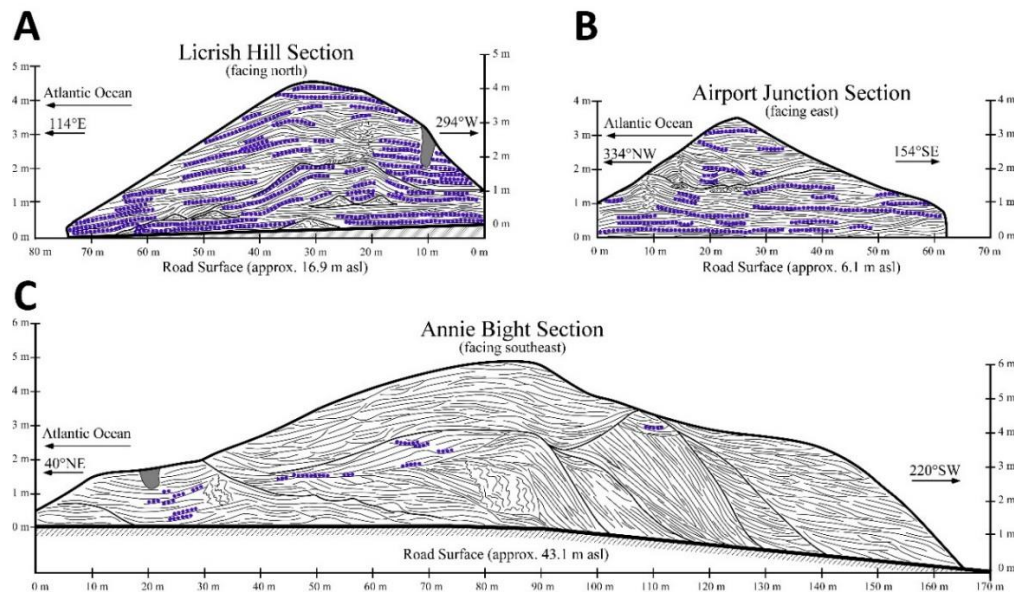 A
Licrish Hill Section
(facing north)
5 m
4 m
3 m
2 m
1 m
0 m
Atlantic Ocean
114°E
294°W
5 m
4 m
3 m
2 m
1 m
0 m
80 m 70 m 60 m 50 m 40 m 30 m 20 m 10 m 0 m
Road Surface (approx. 16.9 m asl)
B
Airport Junction Section
(facing east)
4 m
3 m
2 m
1 m
0 m
Atlantic Ocean
334°NW
154°SE
4 m
3 m
2 m
1 m
0 m
0 m 10 m 20 m 30 m 40 m 50 m 60 m 70 m
Road Surface (approx. 6.1 m asl)
C
Annie Bight Section
(facing southeast)
6 m
5 m
4 m
3 m
2 m
1 m
0 m
Atlantic Ocean
40°NE
220°SW
6 m
5 m
4 m
3 m
2 m
1 m
0 m
Road Surface (approx. 43.1 m asl)
0 m 10 m 20 m 30 m 40 m 50 m 60 m 70 m 80 m 90 m 100 m 110 m 120 m 130 m 140 m 150 m 160 m 170 m